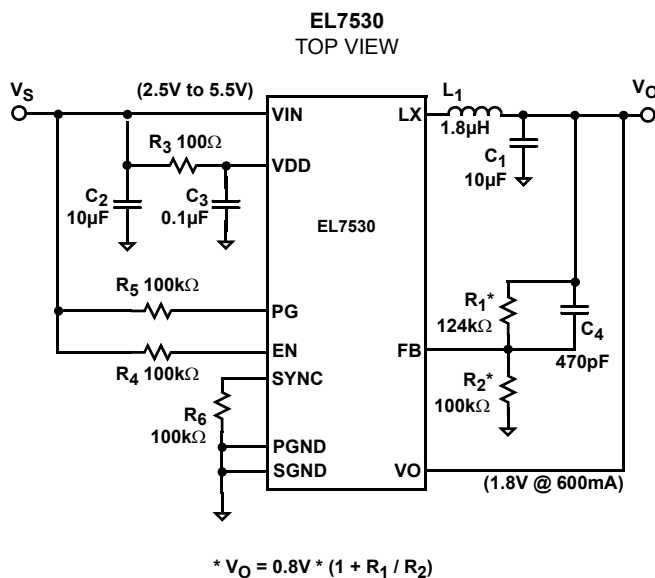 EL7530
TOP VIEW
VS
(2.5V to 5.5V)
VIN
LX
L1
1.8µH
VO
R3 100Ω
VDD
C1
10µF
C2
10µF
C3
0.1µF
EL7530
R5 100kΩ
PG
R1*
124kΩ
C4
470pF
EN
FB
R4 100kΩ
SYNC
R2*
100kΩ
R6
100kΩ
PGND
SGND
VO
(1.8V @ 600mA)
* VO = 0.8V * (1 + R1 / R2)